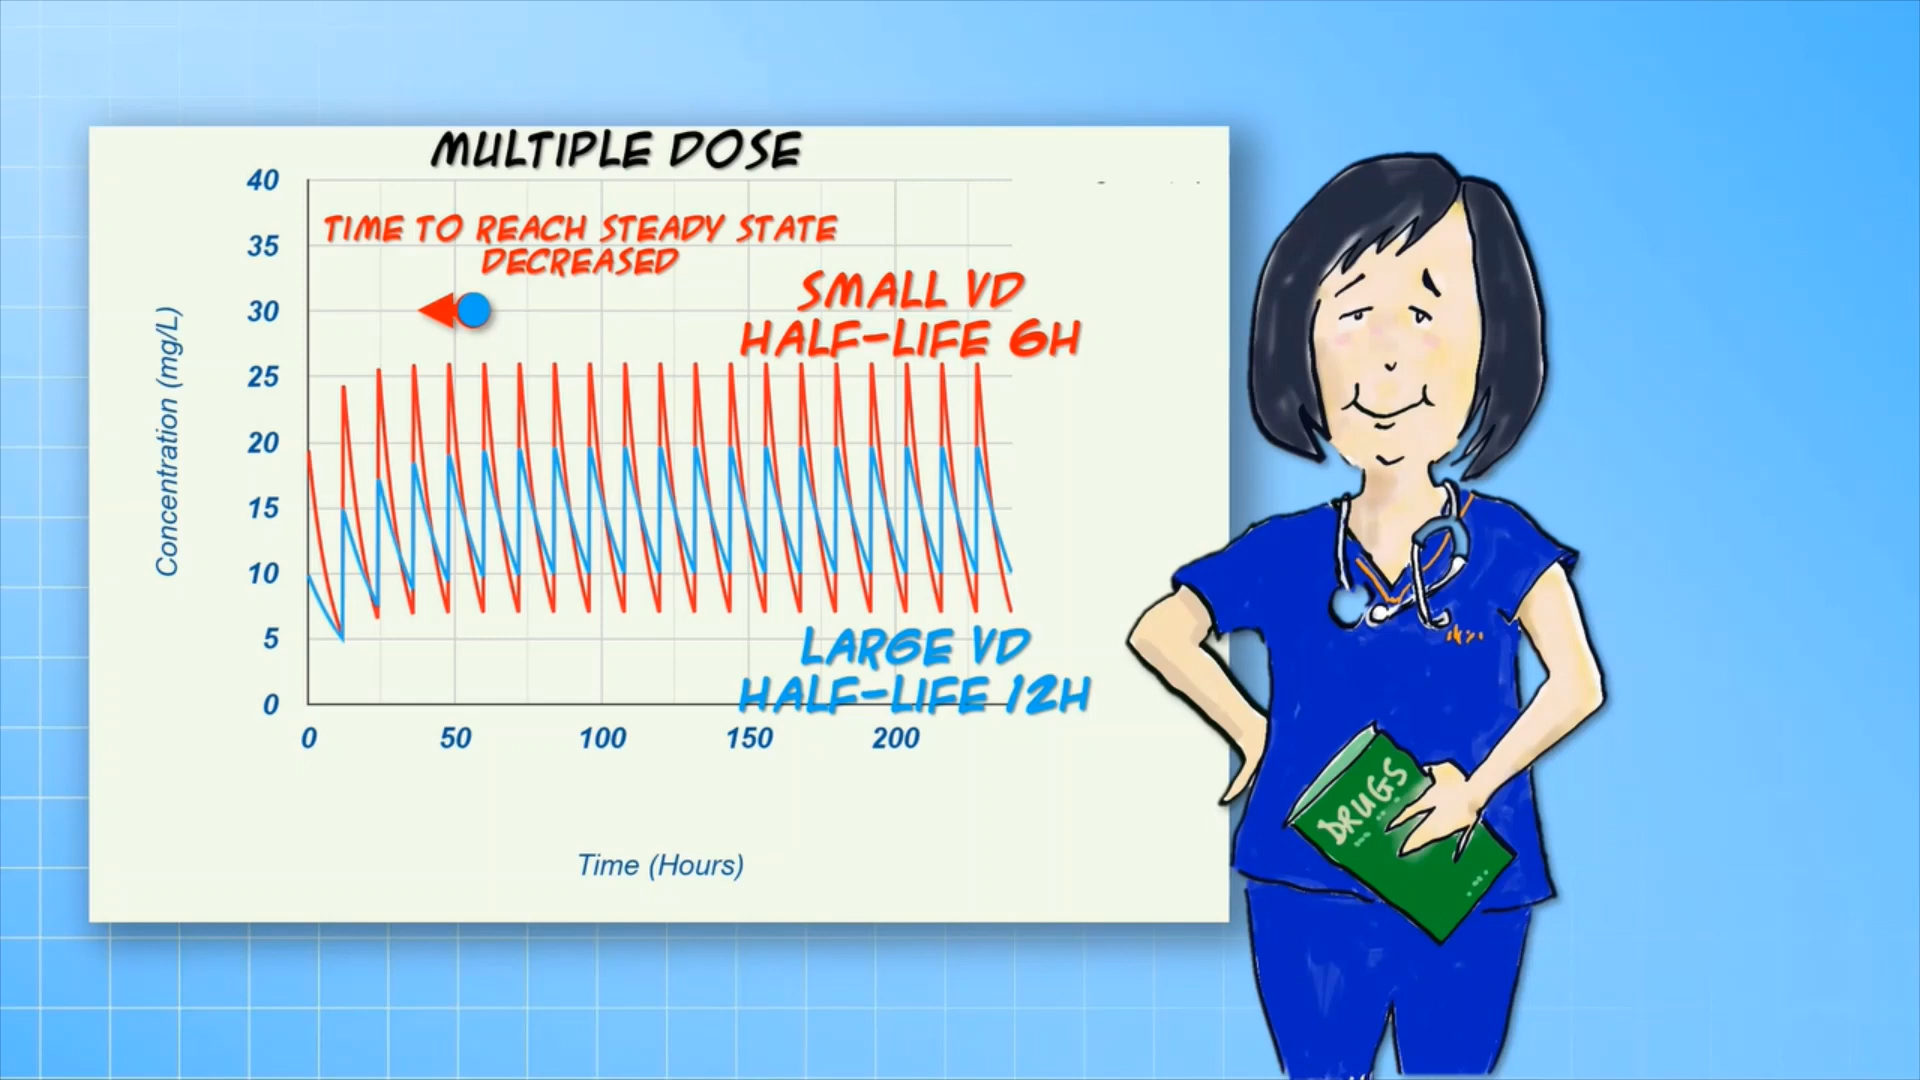 MULTIPLE DOSE
40
TIME TO REACH STEADY STATE
DECREASED
35
SMALL VD
HALF-LIFE 6H
30
25
20
15
10
5
0
Concentration (mg/L)
LARGE VD
HALF-LIFE 12H
0 50 100 150 200
Time (Hours)
DRUGS